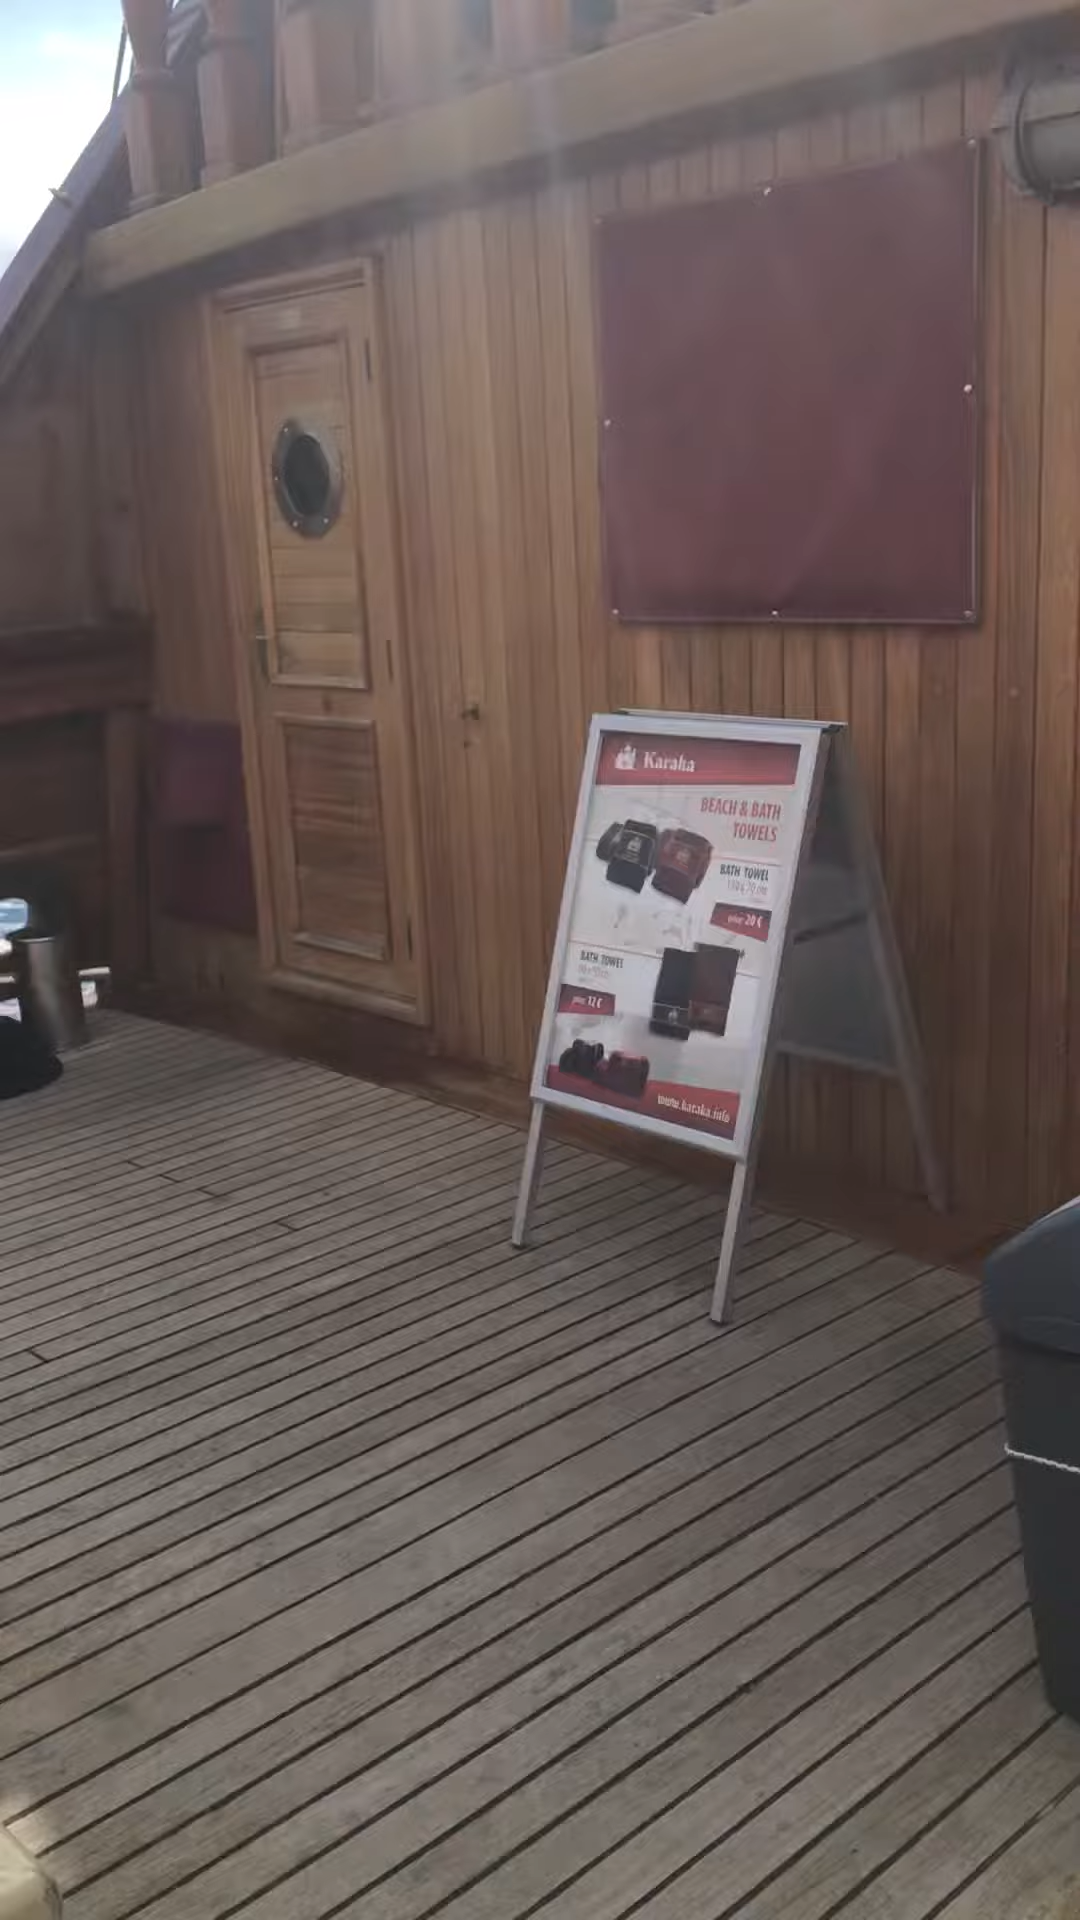 Karaka
BEACH & BATH
TOWELS
BATH TOWEL
price: 20 €
BATH TOWEL
price: 12 €
www.karaka.info